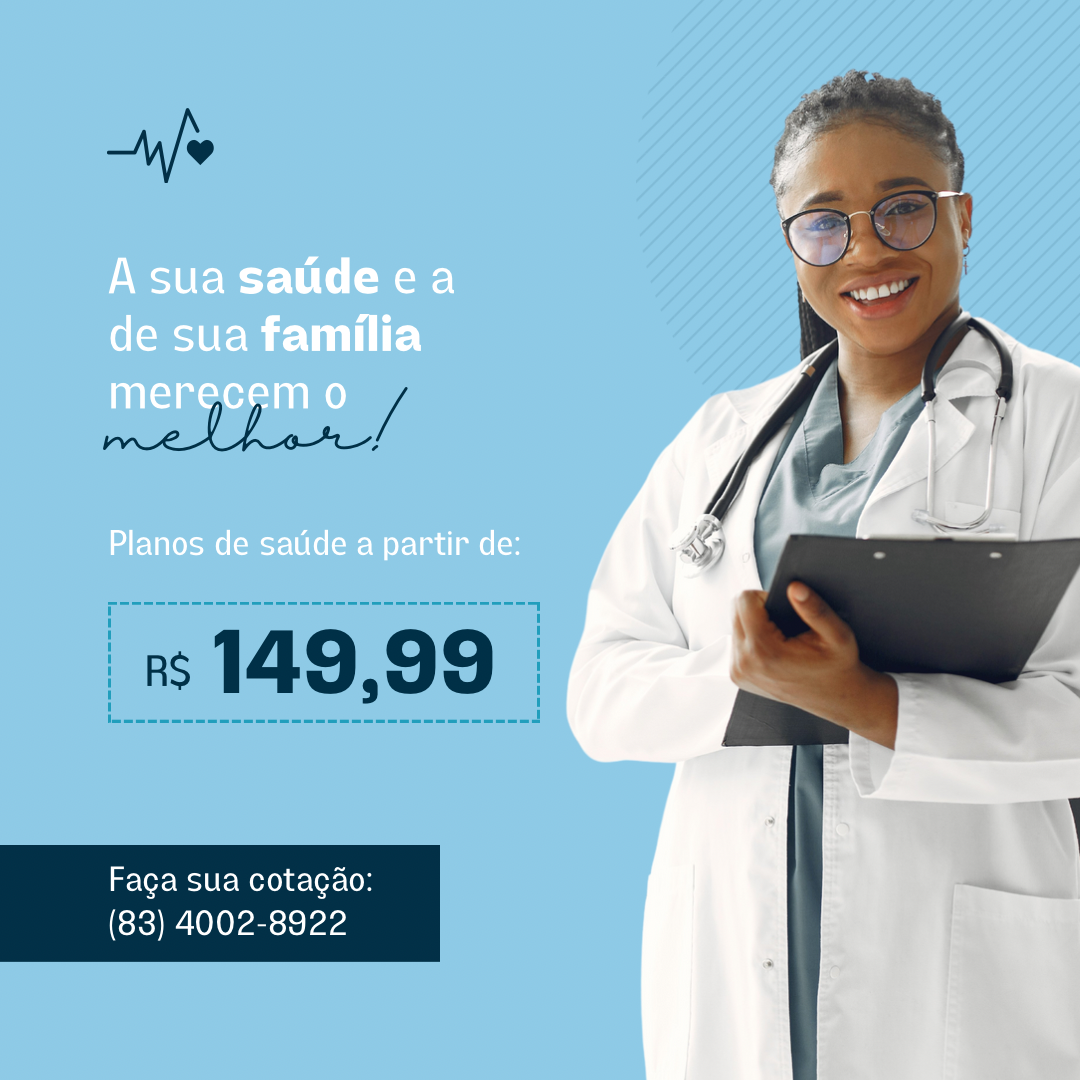 A sua saúde e a
de sua família
merecem o
melhor!
Planos de saúde a partir de:
R$ 149,99
Faça sua cotação:
(83) 4002-8922